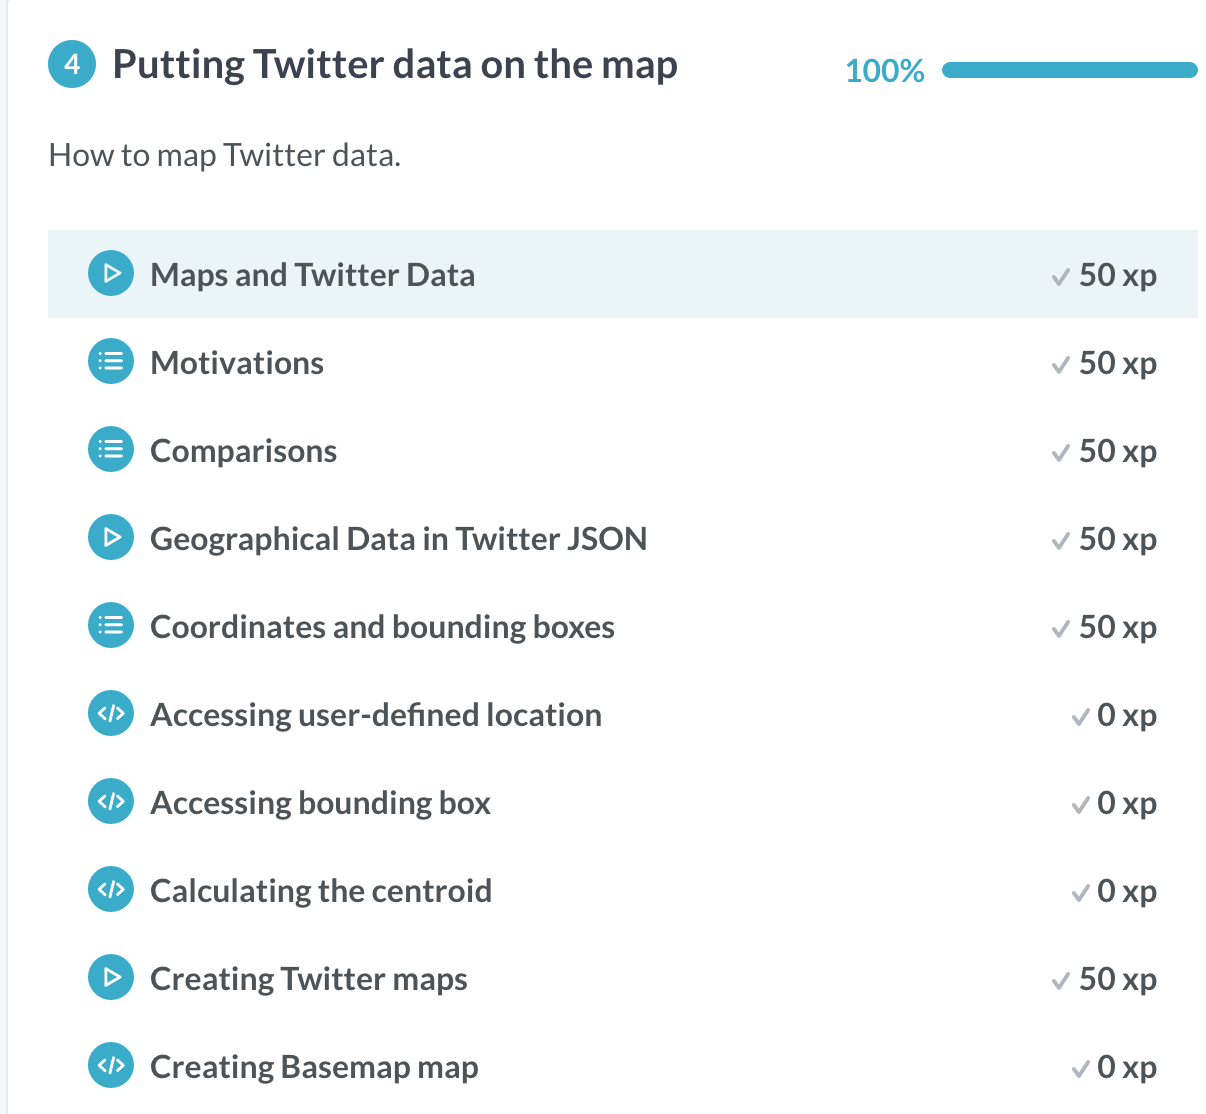 4 Putting Twitter data on the map 100%
How to map Twitter data.
Maps and Twitter Data 50 xp
Motivations 50 xp
Comparisons 50 xp
Geographical Data in Twitter JSON 50 xp
Coordinates and bounding boxes 50 xp
Accessing user-defined location 0 xp
Accessing bounding box 0 xp
Calculating the centroid 0 xp
Creating Twitter maps 50 xp
Creating Basemap map 0 xp